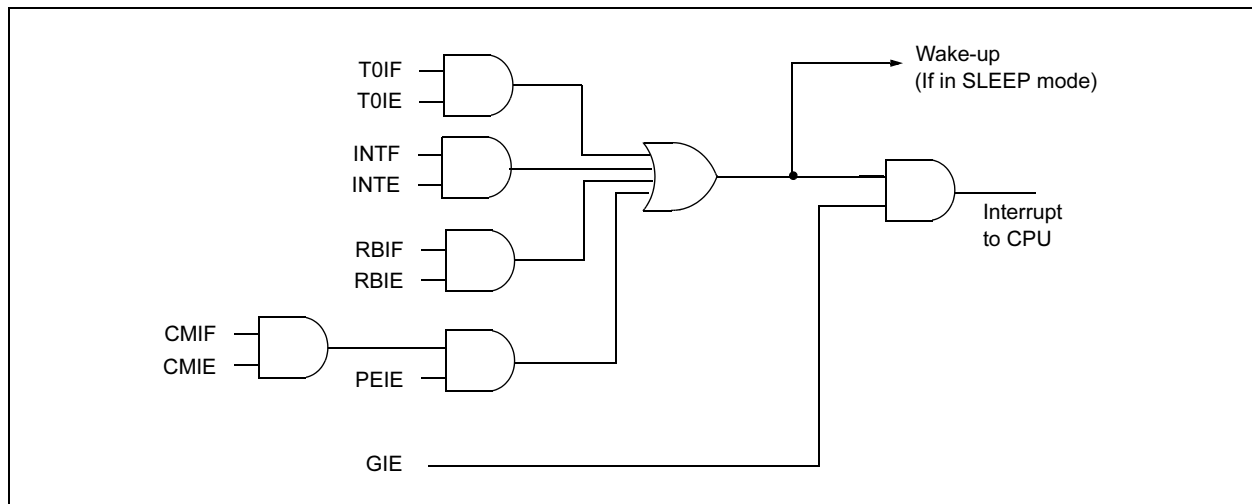 Wake-up
(If in SLEEP mode)
T0IF
T0IE
INTF
INTE
RBIF
RBIE
Interrupt
to CPU
CMIF
CMIE
PEIE
GIE